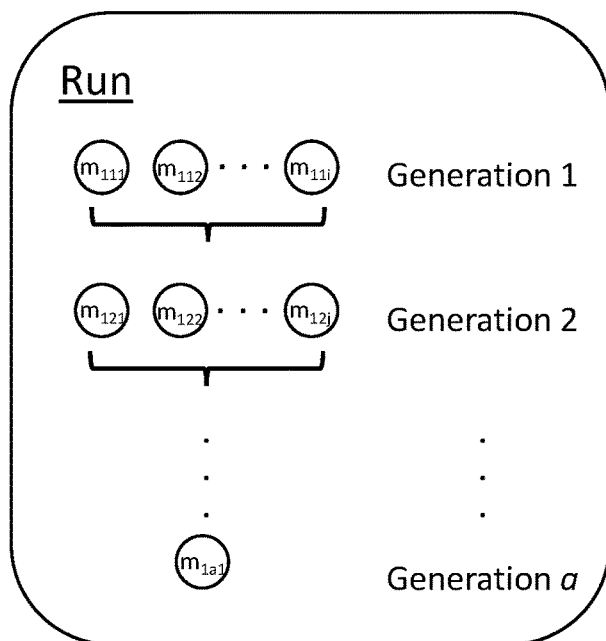 Run
m₁₁₁ m₁₁₂ · · · m₁₁ᵢ Generation 1
m₁₂₁ m₁₂₂ · · · m₁₂ⱼ Generation 2
m₁ₐ₁ Generation a